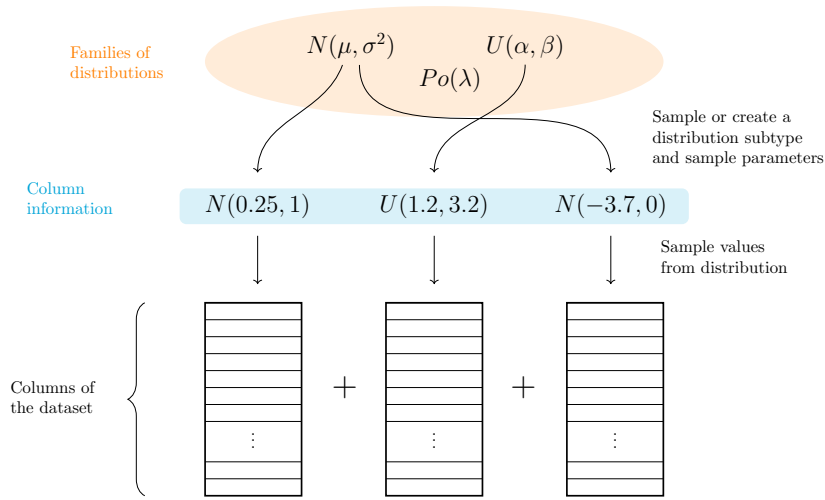 Families of
distributions
N(μ, σ²) U(α, β)
Po(λ)
Sample or create a
distribution subtype
and sample parameters
Column
information
N(0.25, 1) U(1.2, 3.2) N(−3.7, 0)
Sample values
from distribution
Columns of
the dataset
+ +
⋮ ⋮ ⋮